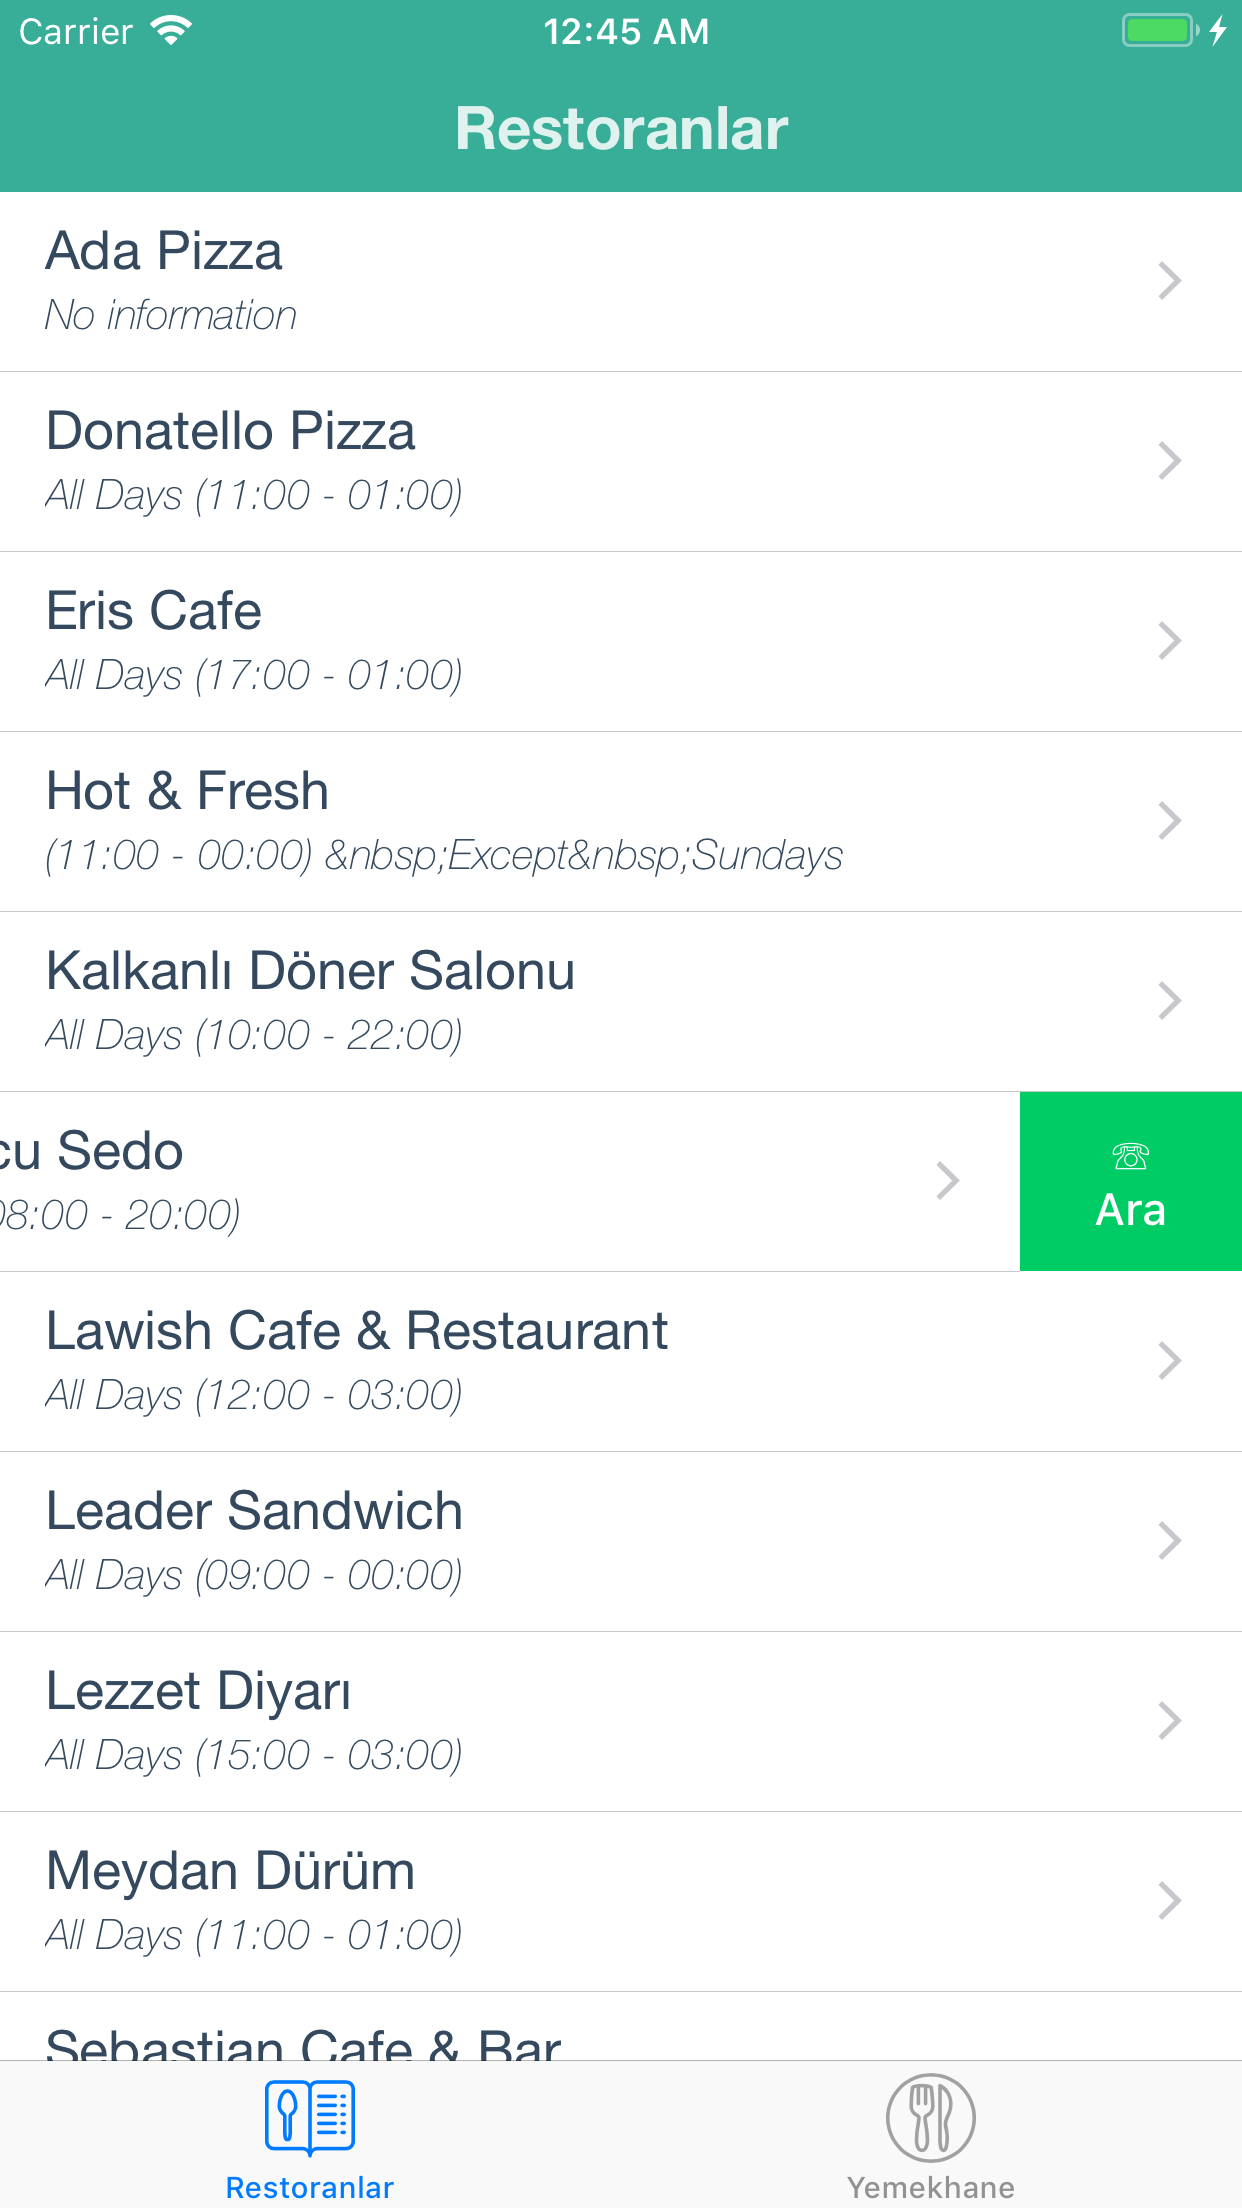 Carrier 12:45 AM
Restoranlar
Ada Pizza
No information
Donatello Pizza
All Days (11:00 - 01:00)
Eris Cafe
All Days (17:00 - 01:00)
Hot & Fresh
(11:00 - 00:00) &nbsp;Except&nbsp;Sundays
Kalkanlı Döner Salonu
All Days (10:00 - 22:00)
cu Sedo
08:00 - 20:00)
Ara
Lawish Cafe & Restaurant
All Days (12:00 - 03:00)
Leader Sandwich
All Days (09:00 - 00:00)
Lezzet Diyarı
All Days (15:00 - 03:00)
Meydan Dürüm
All Days (11:00 - 01:00)
Sebastian Cafe & Bar
Restoranlar
Yemekhane